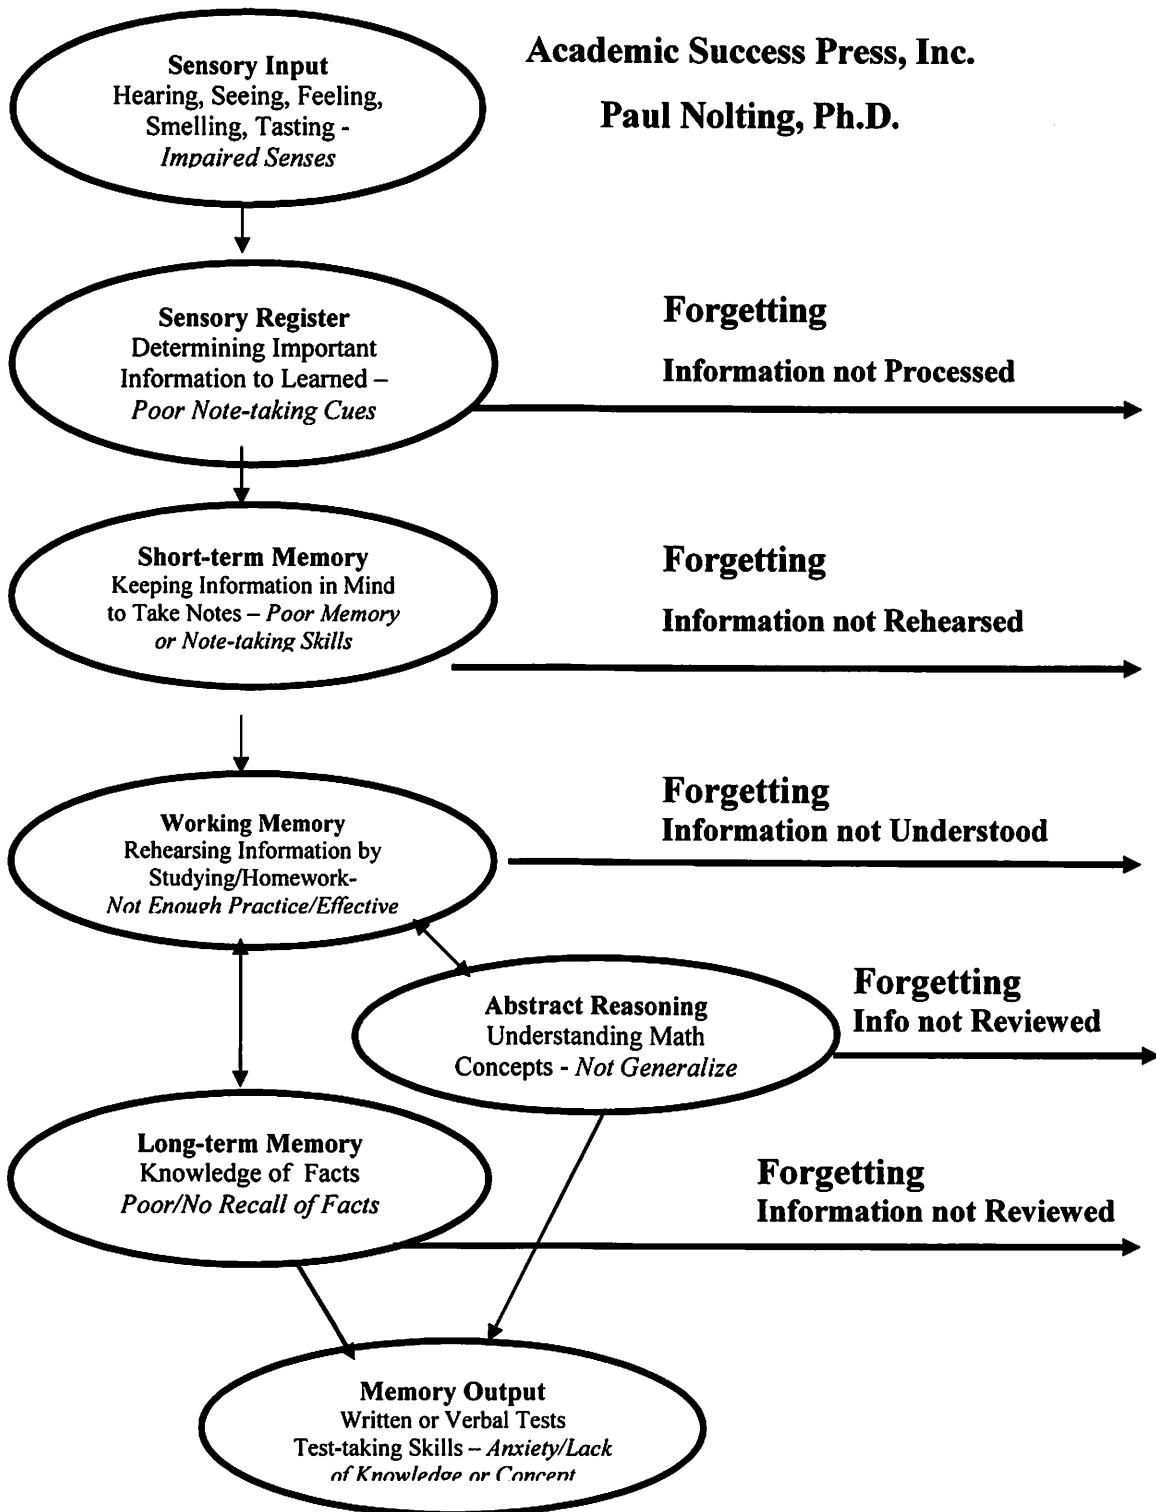 Sensory Input
Hearing, Seeing, Feeling,
Smelling, Tasting -
Impaired Senses
Academic Success Press, Inc.
Paul Nolting, Ph.D.
Sensory Register
Determining Important
Information to Learned –
Poor Note-taking Cues
Forgetting
Information not Processed
Short-term Memory
Keeping Information in Mind
to Take Notes – Poor Memory
or Note-taking Skills
Forgetting
Information not Rehearsed
Working Memory
Rehearsing Information by
Studying/Homework-
Not Enough Practice/Effective
Forgetting
Information not Understood
Abstract Reasoning
Understanding Math
Concepts - Not Generalize
Forgetting
Info not Reviewed
Long-term Memory
Knowledge of Facts
Poor/No Recall of Facts
Forgetting
Information not Reviewed
Memory Output
Written or Verbal Tests
Test-taking Skills – Anxiety/Lack
of Knowledge or Concept